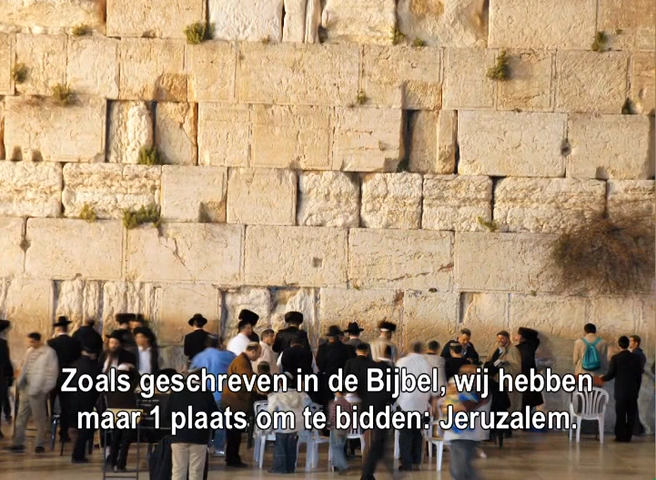 Zoals geschreven in de Bijbel, wij hebben
maar 1 plaats om te bidden: Jeruzalem.